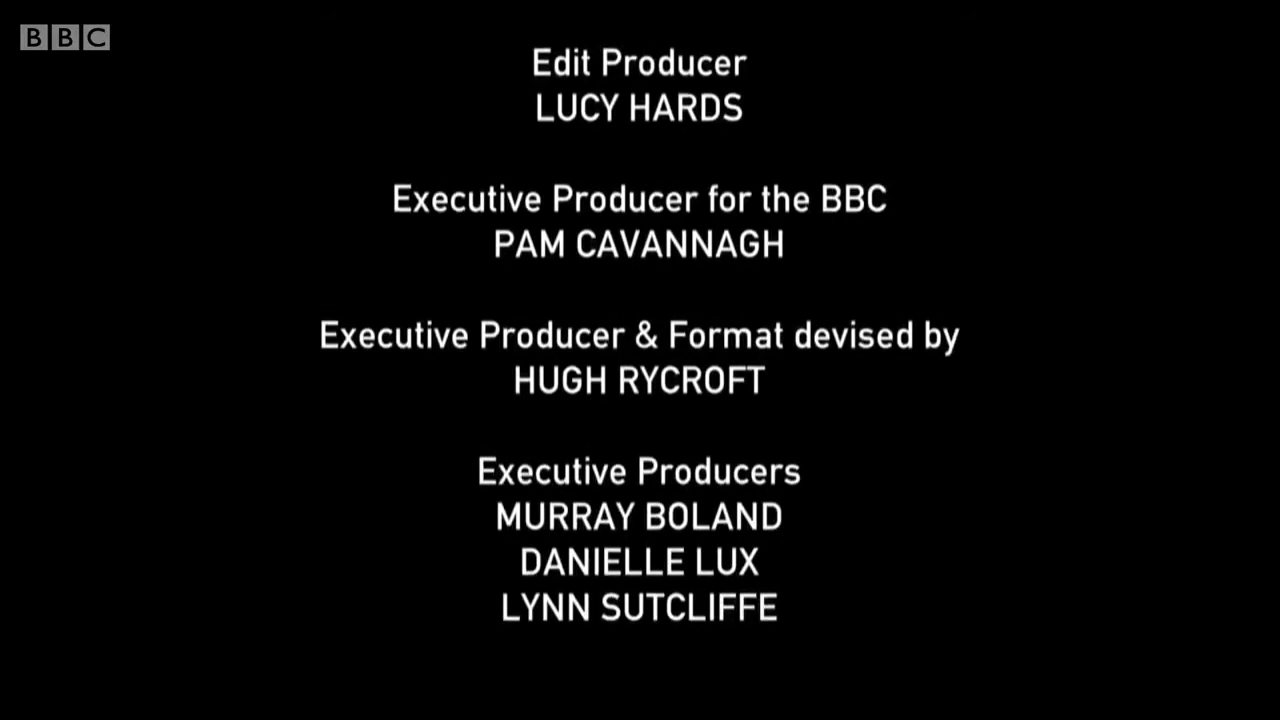 BBC
Edit Producer
LUCY HARDS
Executive Producer for the BBC
PAM CAVANNAGH
Executive Producer & Format devised by
HUGH RYCROFT
Executive Producers
MURRAY BOLAND
DANIELLE LUX
LYNN SUTCLIFFE